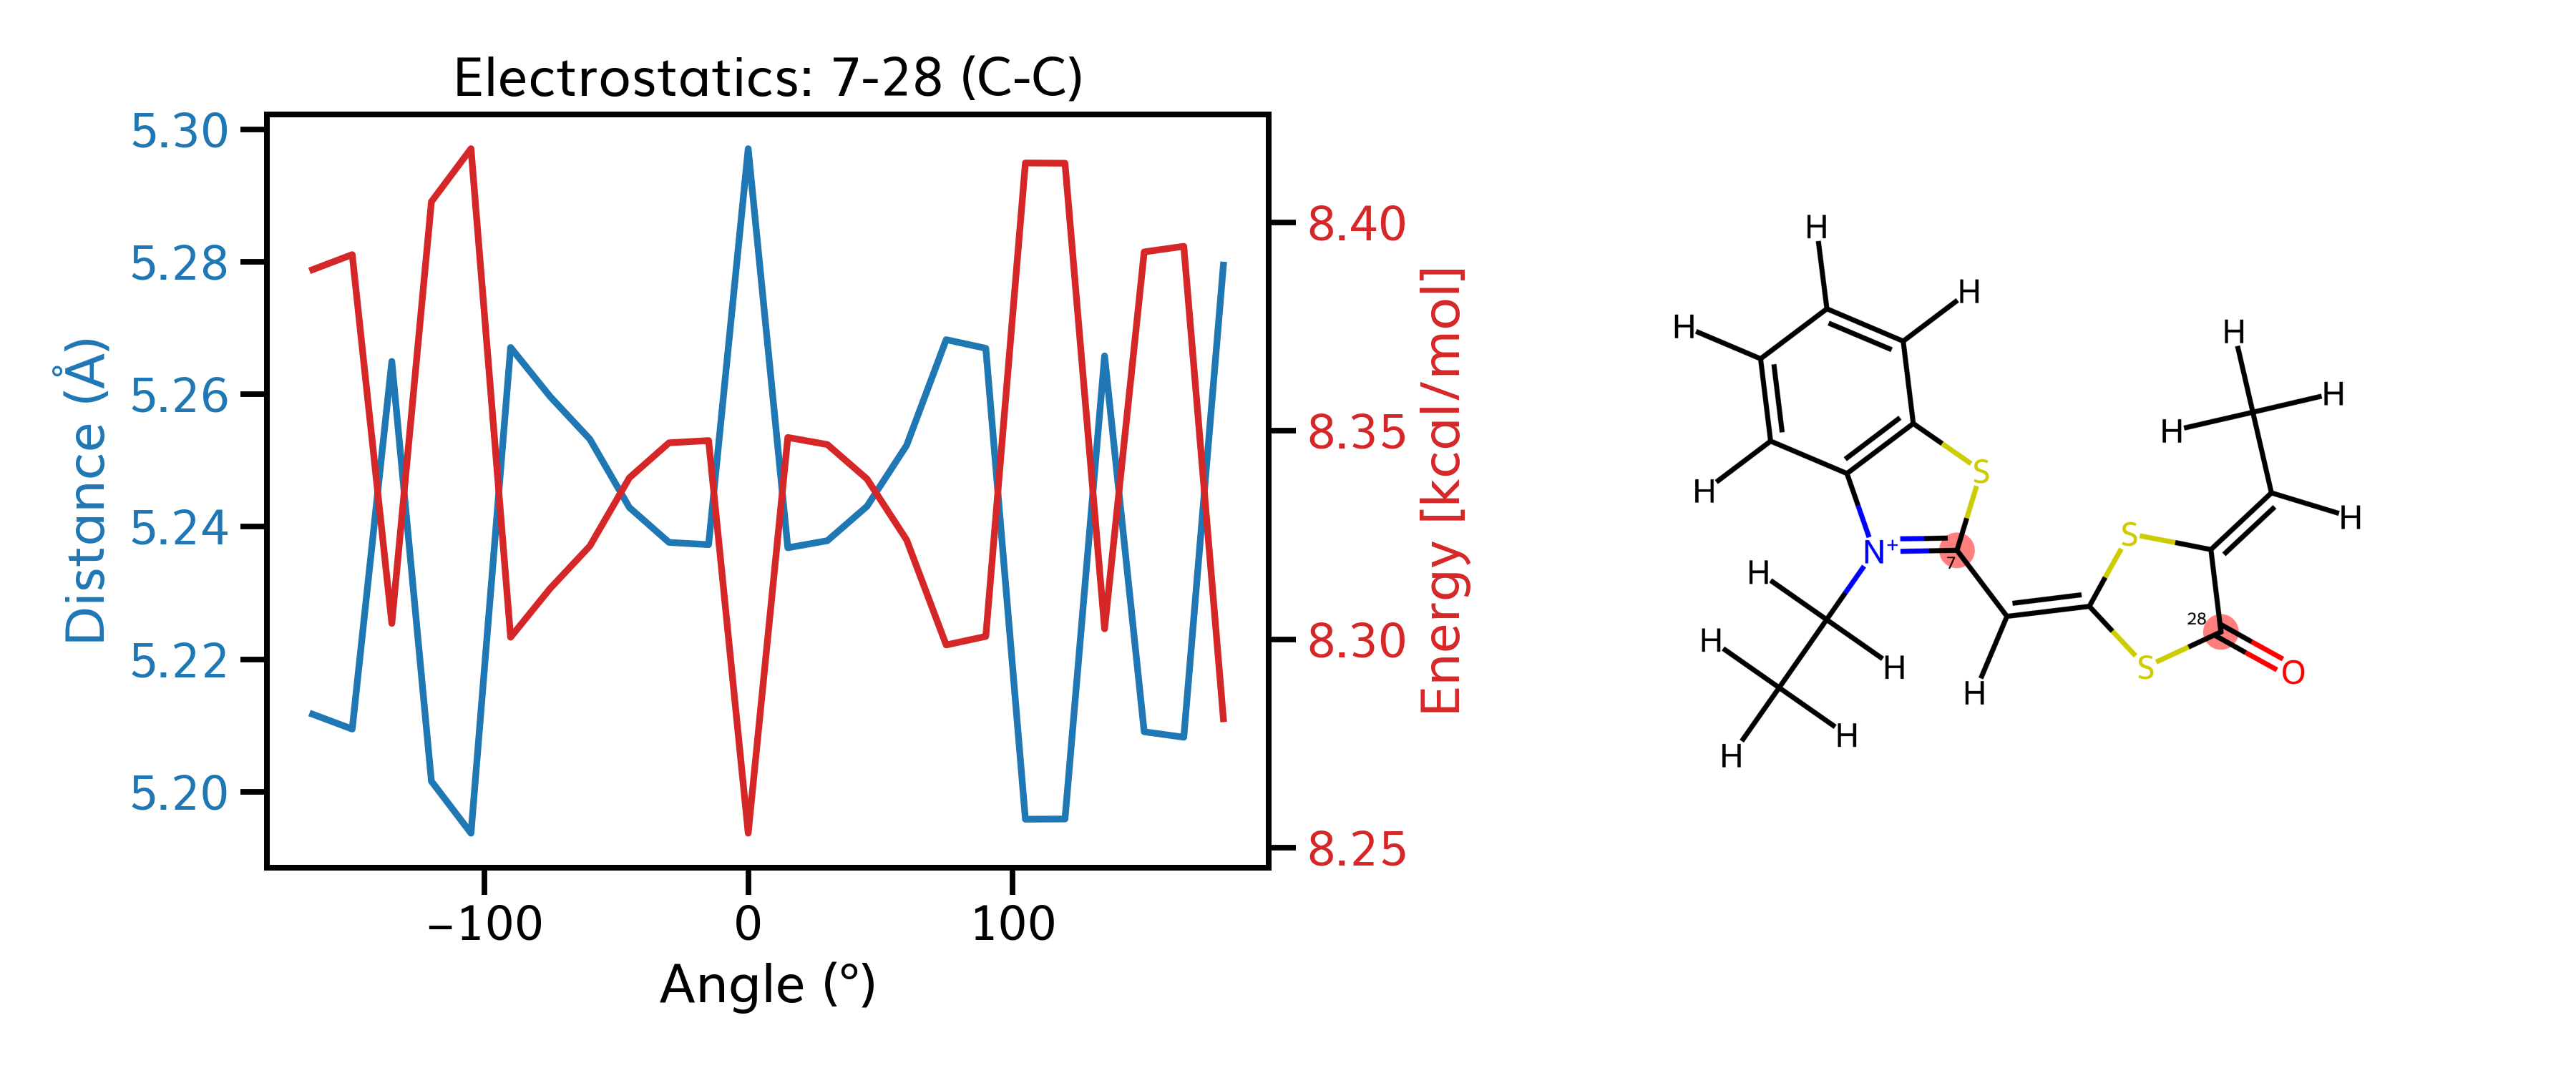 Electrostatics: 7-28 (C-C)
5.30
5.28
5.26
5.24
5.22
5.20
Distance (Å)
8.40
8.35
8.30
8.25
Energy [kcal/mol]
−100
0
100
Angle (°)
H
H
H
H
H
H
H
S
H
S
N+
7
H
28
H
H
S
O
H
H
H
H